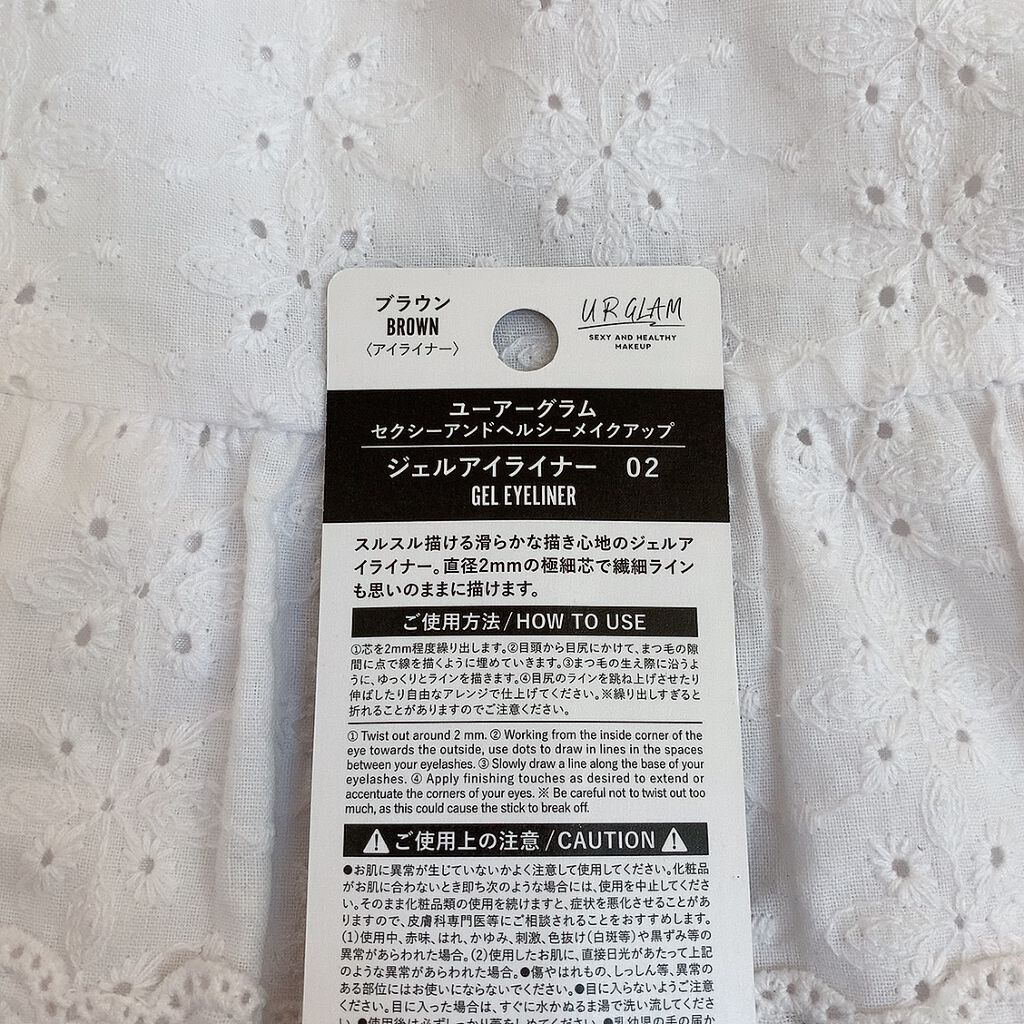 ブラウン
BROWN
〈アイライナー〉
UR GLAM
SEXY AND HEALTHY
MAKEUP
ユーアーグラム
セクシーアンドヘルシーメイクアップ
ジェルアイライナー 02
GEL EYELINER
スルスル描ける滑らかな描き心地のジェルア
イライナー。直径2mmの極細芯で繊細ライン
も思いのままに描けます。
ご使用方法/HOW TO USE
①芯を2mm程度繰り出します。②目頭から目尻にかけて、まつ毛の隙
間に点で線を描くように埋めていきます。③まつ毛の生え際に沿うよ
うに、ゆっくりとラインを描きます。④目尻のラインを跳ね上げさせたり
伸ばしたり自由なアレンジで仕上げてください。※繰り出しすぎると
折れることがありますのでご注意ください。
① Twist out around 2 mm. ② Working from the inside corner of the
eye towards the outside, use dots to draw in lines in the spaces
between your eyelashes. ③ Slowly draw a line along the base of your
eyelashes. ④ Apply finishing touches as desired to extend or
accentuate the corners of your eyes. ※ Be careful not to twist out too
much, as this could cause the stick to break off.
⚠ご使用上の注意/CAUTION⚠
●お肌に異常が生じていないかよく注意して使用してください。化粧品
がお肌に合わないとき即ち次のような場合には、使用を中止してくださ
い。そのまま化粧品類の使用を続けますと、症状を悪化させることがあ
りますので、皮膚科専門医等にご相談されることをおすすめします。
(1)使用中、赤味、はれ、かゆみ、刺激、色抜け(白斑等)や黒ずみ等の
異常があらわれた場合。(2)使用したお肌に、直接日光があたって上記
のような異常があらわれた場合。●傷やはれもの、しっしん等、異常の
ある部位にはお使いにならないでください。●目に入らないようご注意
ください。目に入った場合は、すぐに水かぬるま湯で洗い流してくださ
い。●使用後は必ずしっかり蓋をしめてください。●乳幼児の手の届か